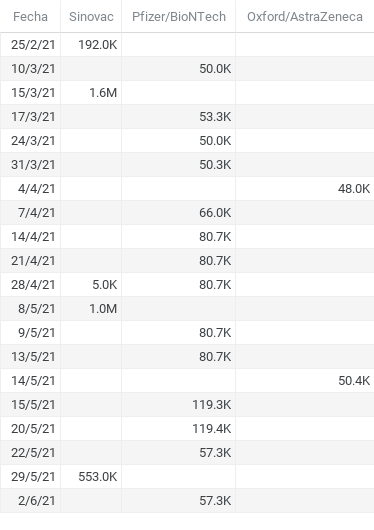 Fecha Sinovac Pfizer/BioNTech Oxford/AstraZeneca
25/2/21 192.0K
10/3/21 50.0K
15/3/21 1.6M
17/3/21 53.3K
24/3/21 50.0K
31/3/21 50.3K
4/4/21 48.0K
7/4/21 66.0K
14/4/21 80.7K
21/4/21 80.7K
28/4/21 5.0K 80.7K
8/5/21 1.0M
9/5/21 80.7K
13/5/21 80.7K
14/5/21 50.4K
15/5/21 119.3K
20/5/21 119.4K
22/5/21 57.3K
29/5/21 553.0K
2/6/21 57.3K